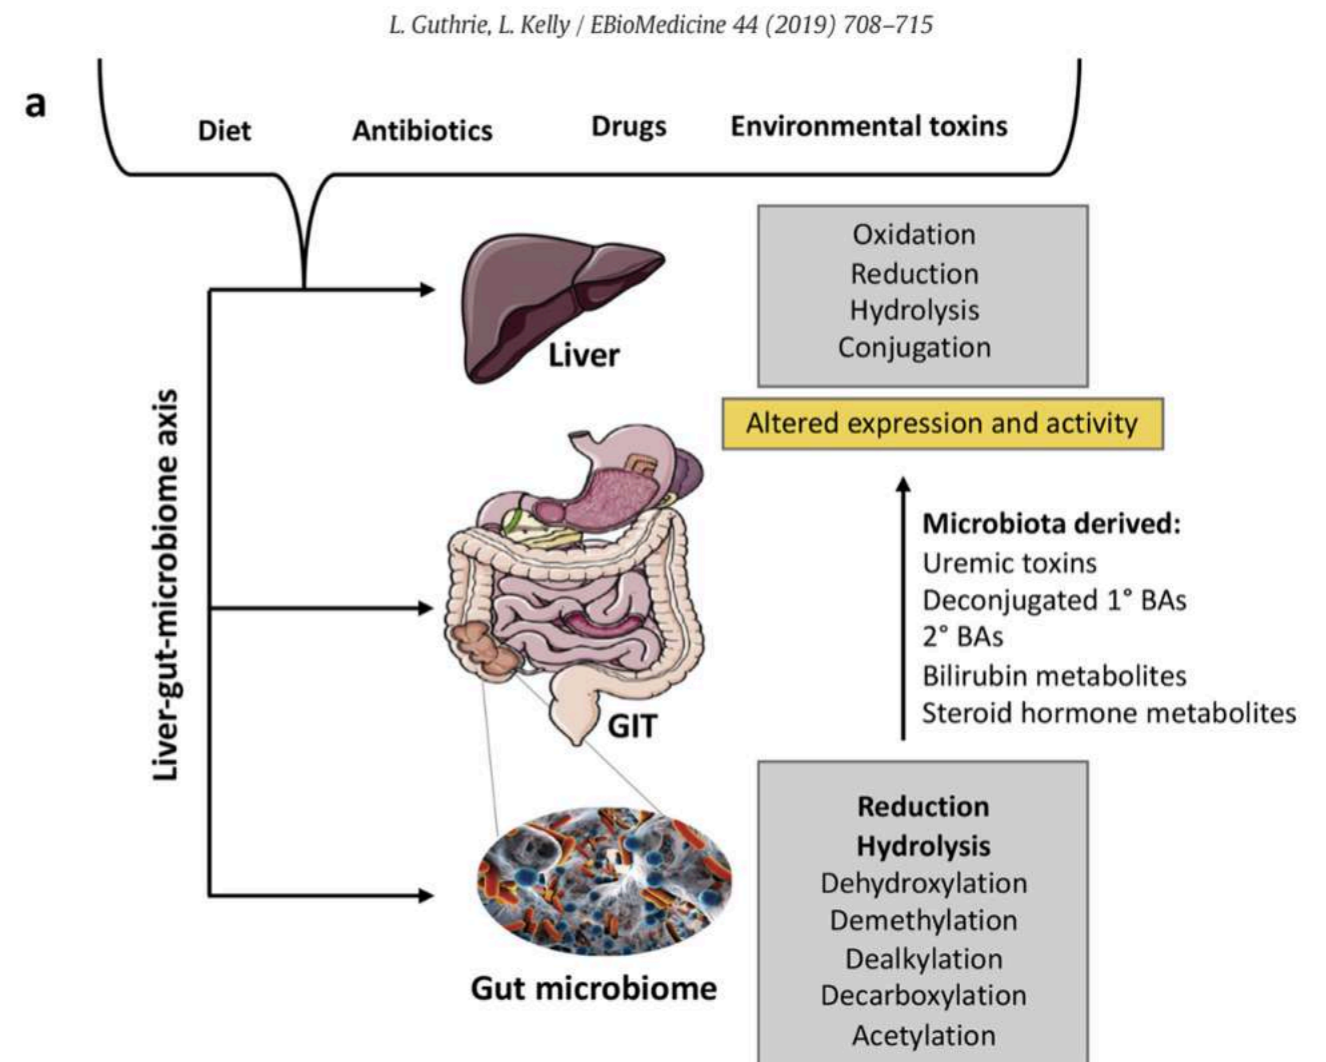 L. Guthrie, L. Kelly / EBioMedicine 44 (2019) 708–715
a
Diet Antibiotics Drugs Environmental toxins
Oxidation
Reduction
Hydrolysis
Conjugation
Liver
Altered expression and activity
Liver-gut-microbiome axis
Microbiota derived:
Uremic toxins
Deconjugated 1° BAs
2° BAs
Bilirubin metabolites
Steroid hormone metabolites
GIT
Reduction
Hydrolysis
Dehydroxylation
Demethylation
Dealkylation
Decarboxylation
Acetylation
Gut microbiome